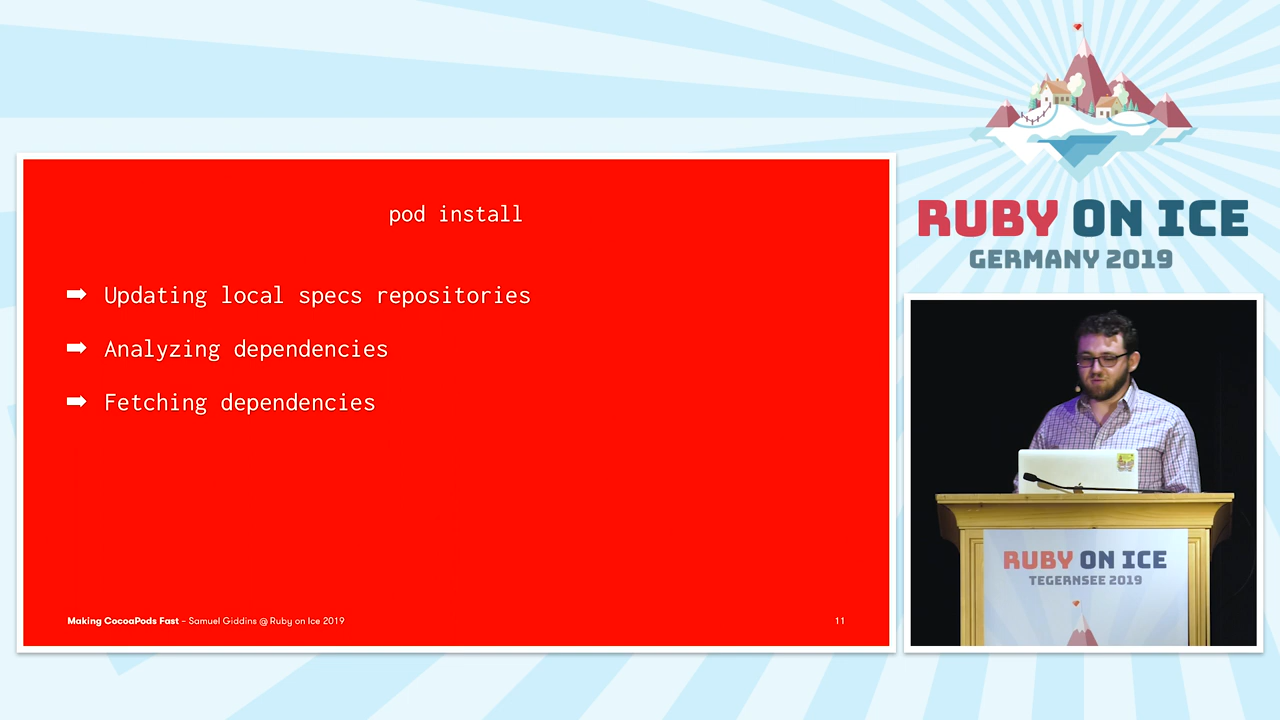 RUBY ON ICE
GERMANY 2019
pod install
➡ Updating local specs repositories
➡ Analyzing dependencies
➡ Fetching dependencies
Making CocoaPods Fast – Samuel Giddins @ Ruby on Ice 2019
11
RUBY ON ICE
TEGERNSEE 2019